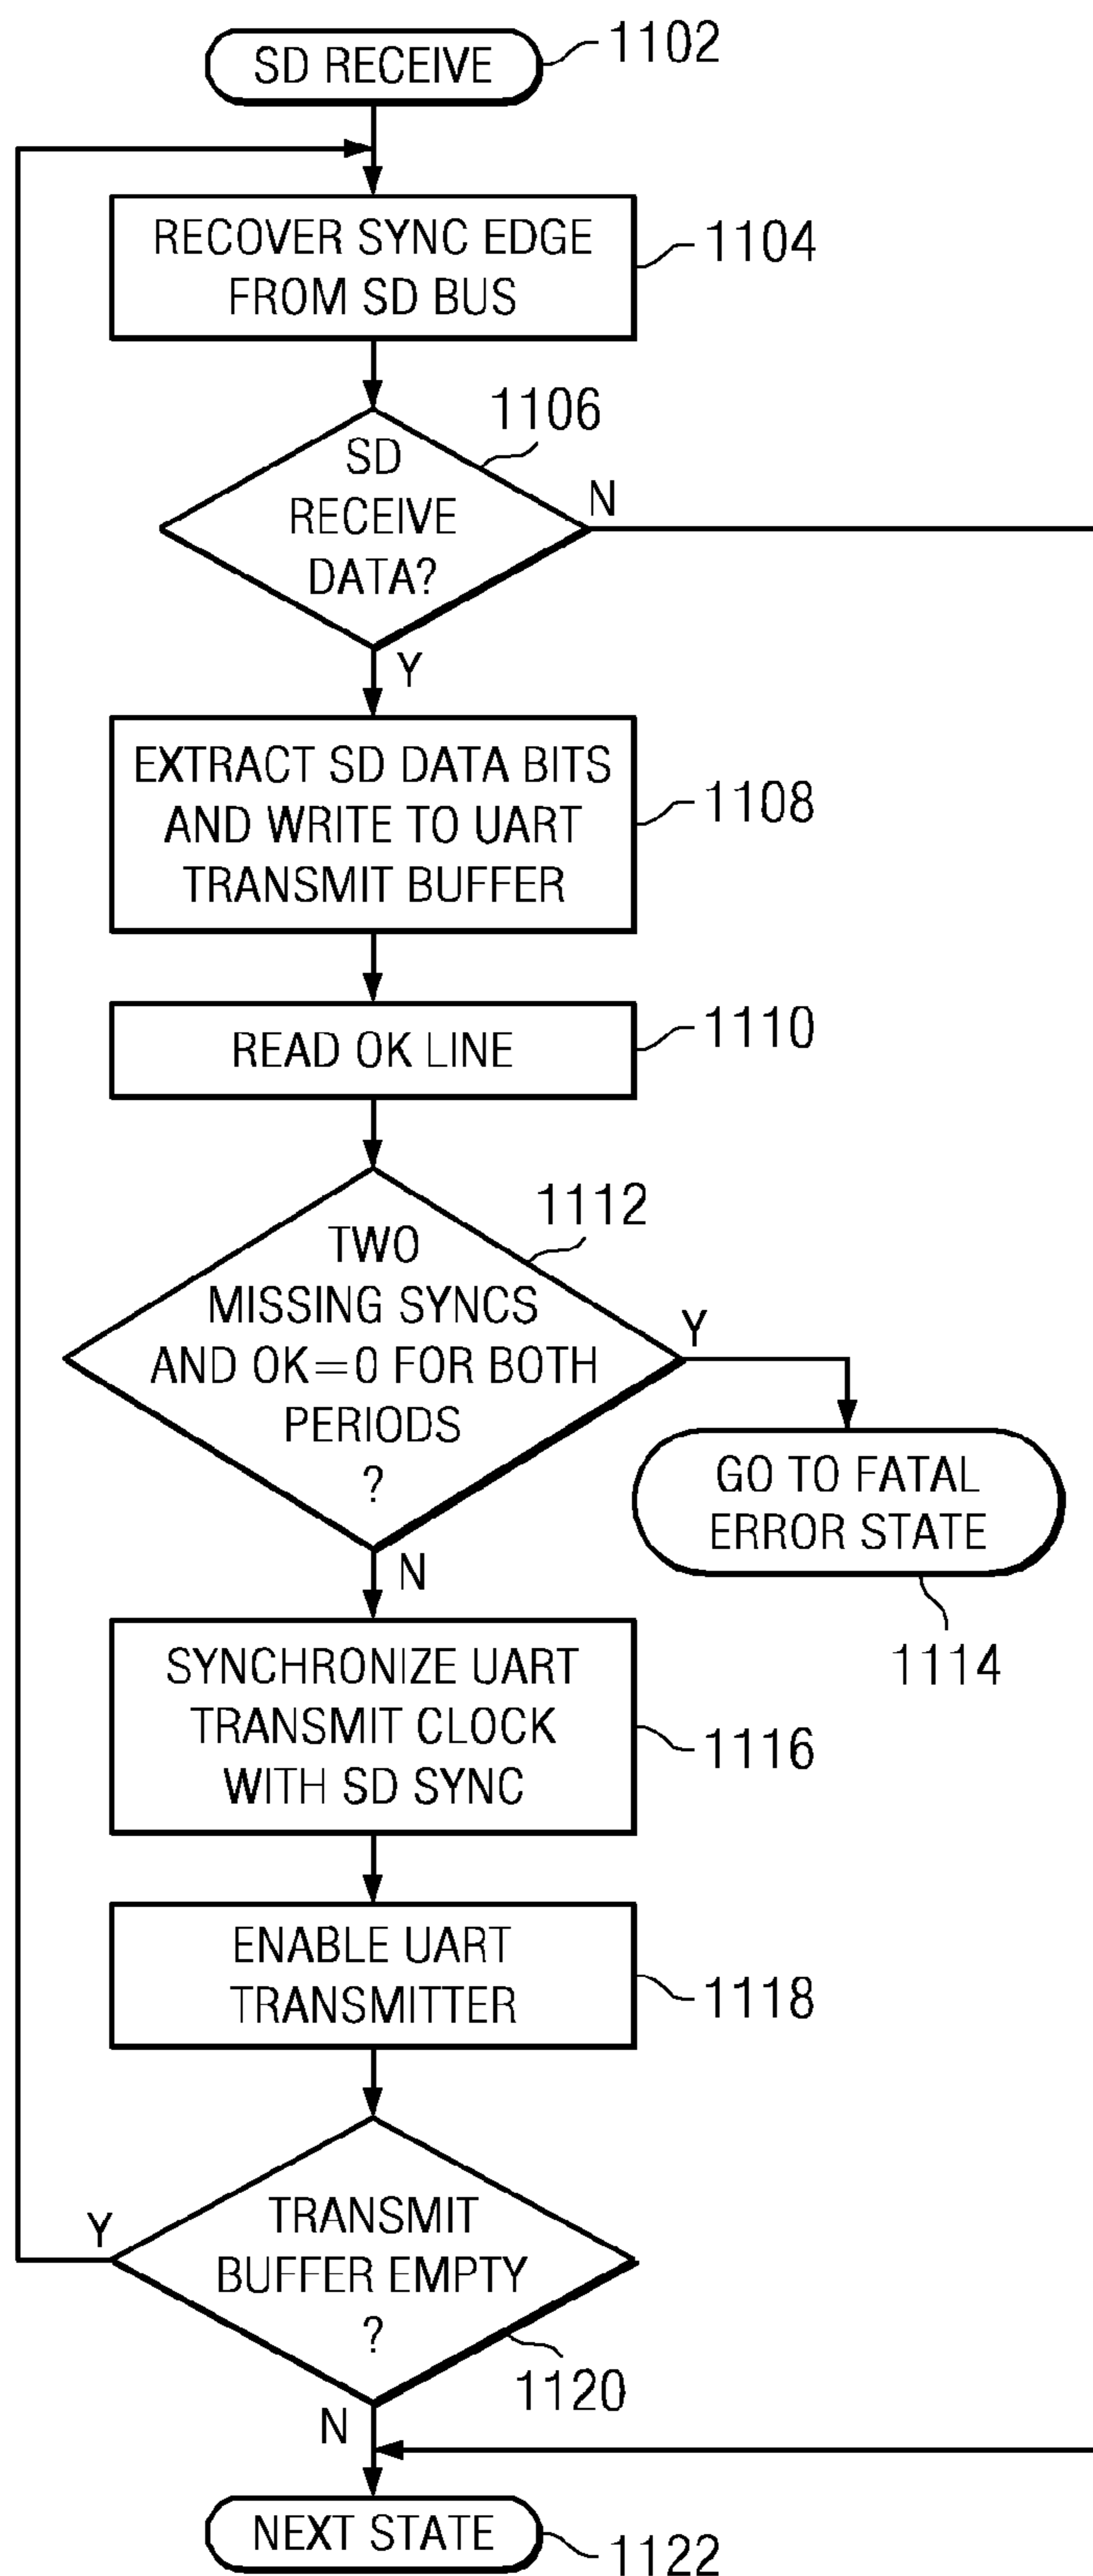 SD RECEIVE
1102
RECOVER SYNC EDGE
FROM SD BUS
1104
1106
SD
RECEIVE
DATA?
N
Y
EXTRACT SD DATA BITS
AND WRITE TO UART
TRANSMIT BUFFER
1108
READ OK LINE
1110
1112
TWO
MISSING SYNCS
AND OK=0 FOR BOTH
PERIODS
?
Y
GO TO FATAL
ERROR STATE
1114
N
SYNCHRONIZE UART
TRANSMIT CLOCK
WITH SD SYNC
1116
ENABLE UART
TRANSMITTER
1118
Y
TRANSMIT
BUFFER EMPTY
?
1120
N
NEXT STATE
1122